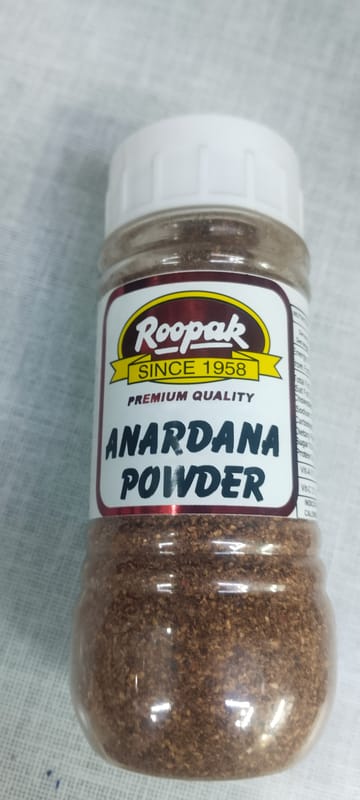 Roopak
SINCE 1958
PREMIUM QUALITY
ANARDANA
POWDER